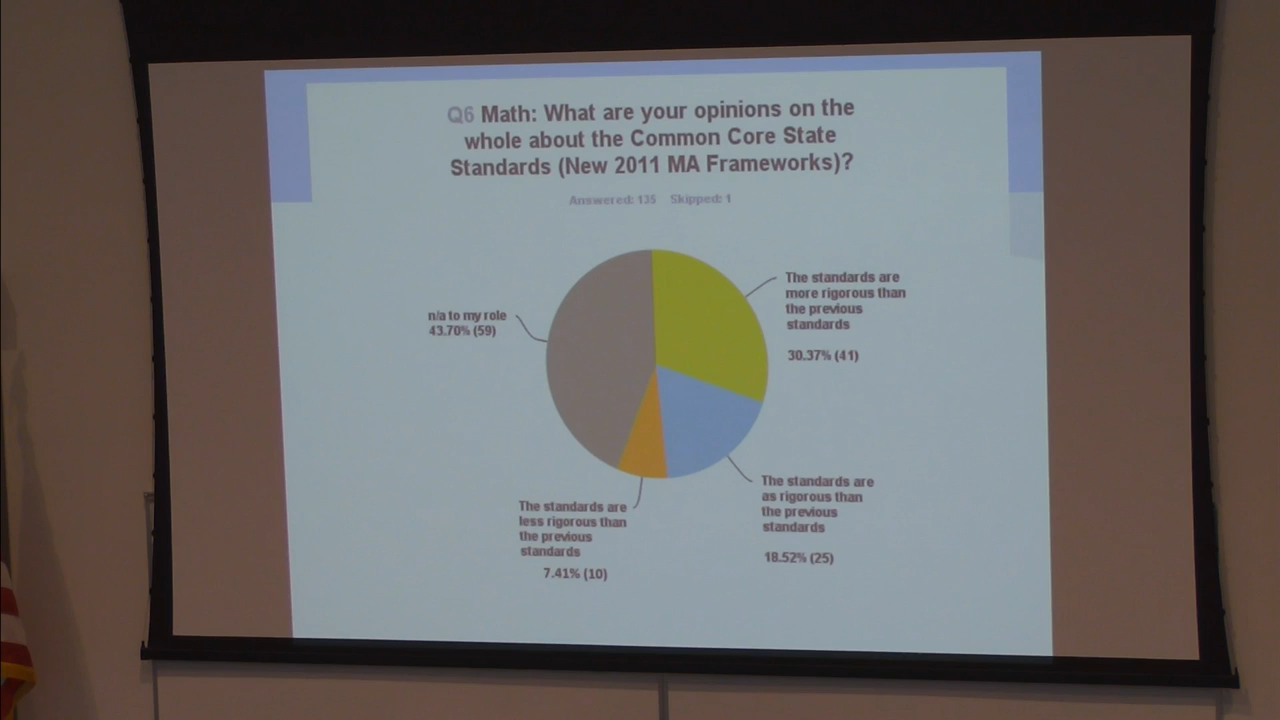 Q6 Math: What are your opinions on the
whole about the Common Core State
Standards (New 2011 MA Frameworks)?
Answered: 135 Skipped: 1
n/a to my role
43.70% (59)
The standards are
more rigorous than
the previous
standards
30.37% (41)
The standards are
as rigorous than
the previous
standards
18.52% (25)
The standards are
less rigorous than
the previous
standards
7.41% (10)